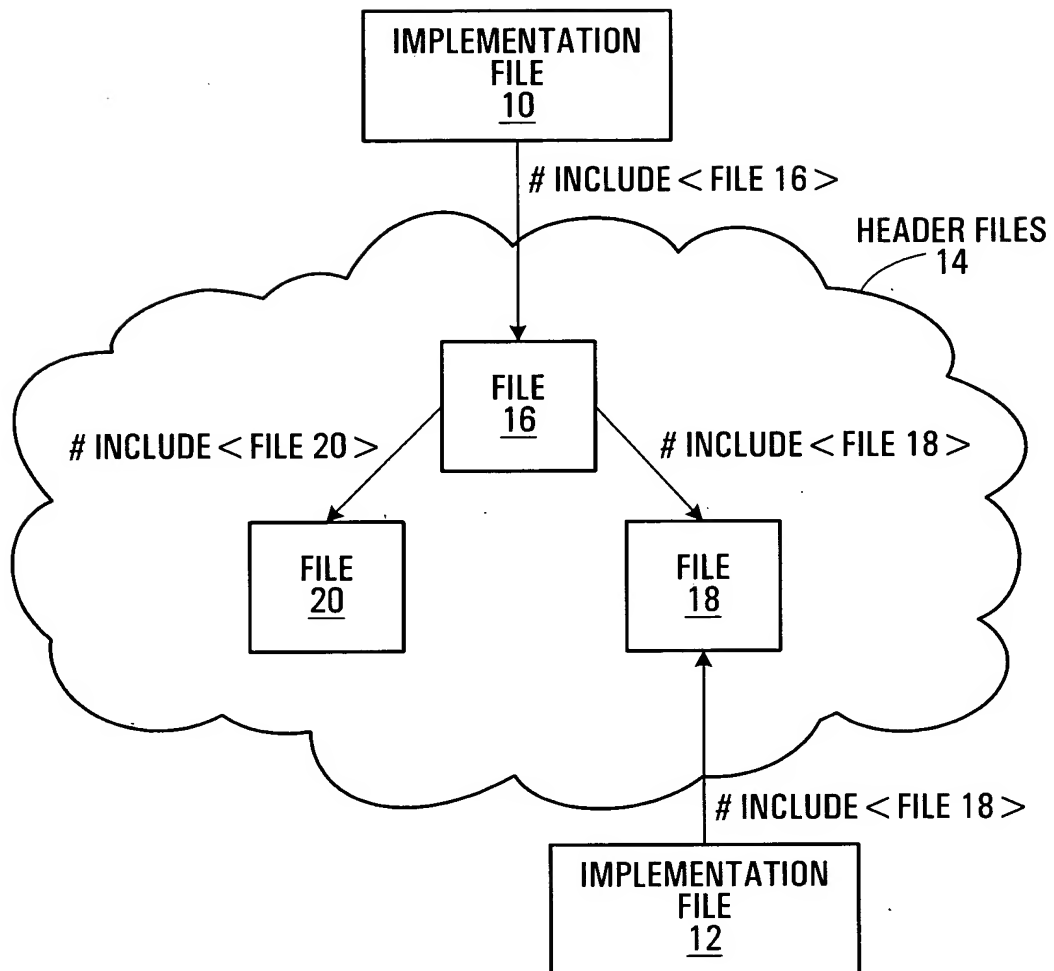 IMPLEMENTATION
FILE
10
# INCLUDE < FILE 16 >
HEADER FILES
14
FILE
16
# INCLUDE < FILE 20 >
# INCLUDE < FILE 18 >
FILE
20
FILE
18
# INCLUDE < FILE 18 >
IMPLEMENTATION
FILE
12